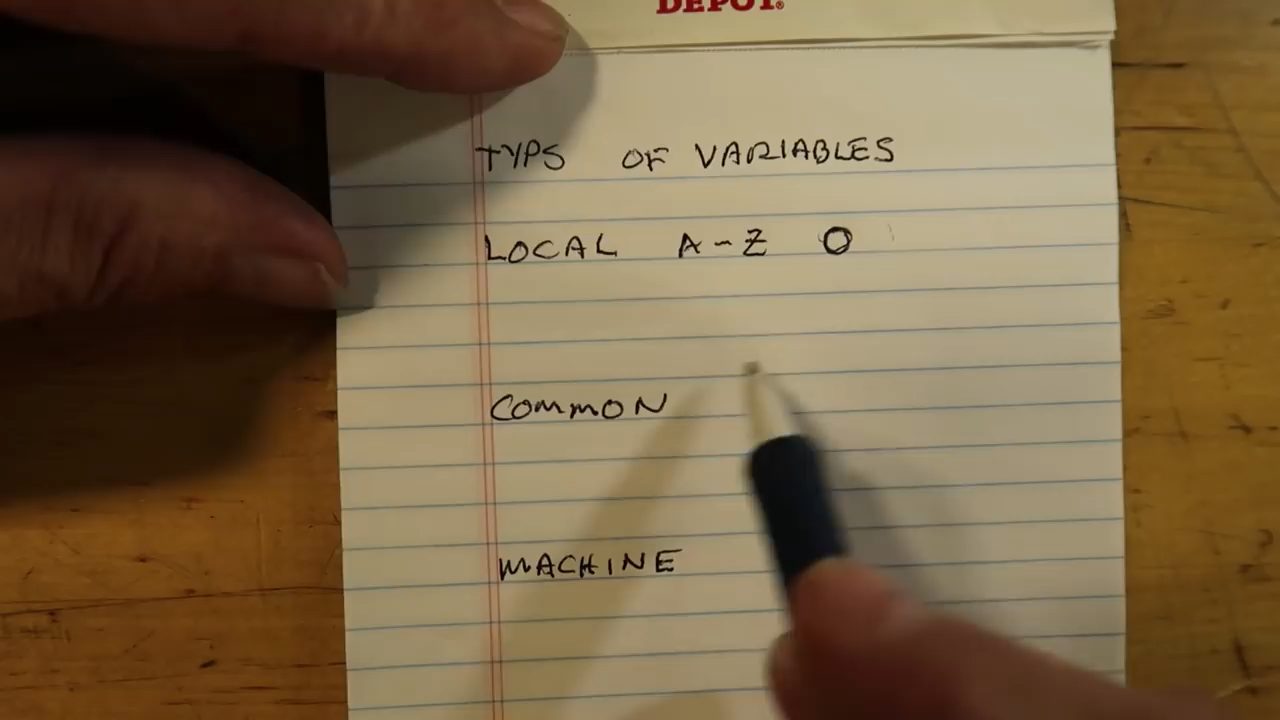 DEPOT®
TYPS OF VARIABLES
LOCAL A-Z O
COMMON
MACHINE